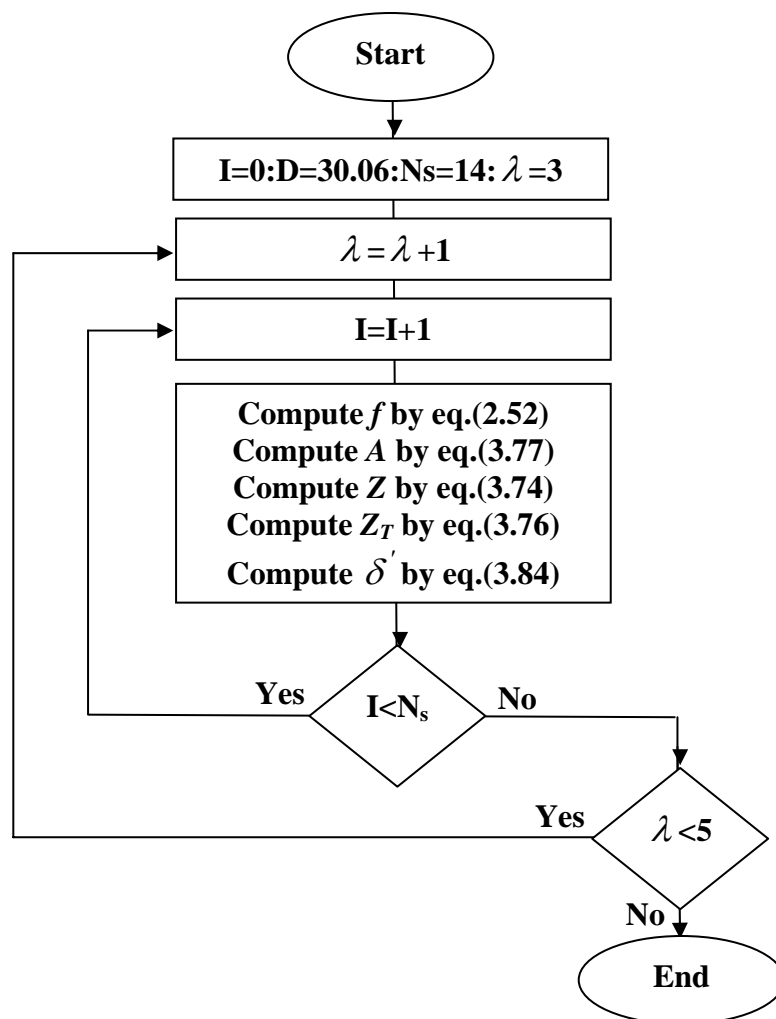 Start
I=0:D=30.06:Ns=14: λ =3
λ = λ +1
I=I+1
Compute f by eq.(2.52)
Compute A by eq.(3.77)
Compute Z by eq.(3.74)
Compute Z_T by eq.(3.76)
Compute δ' by eq.(3.84)
Yes
I<N_s
No
Yes
λ <5
No
End